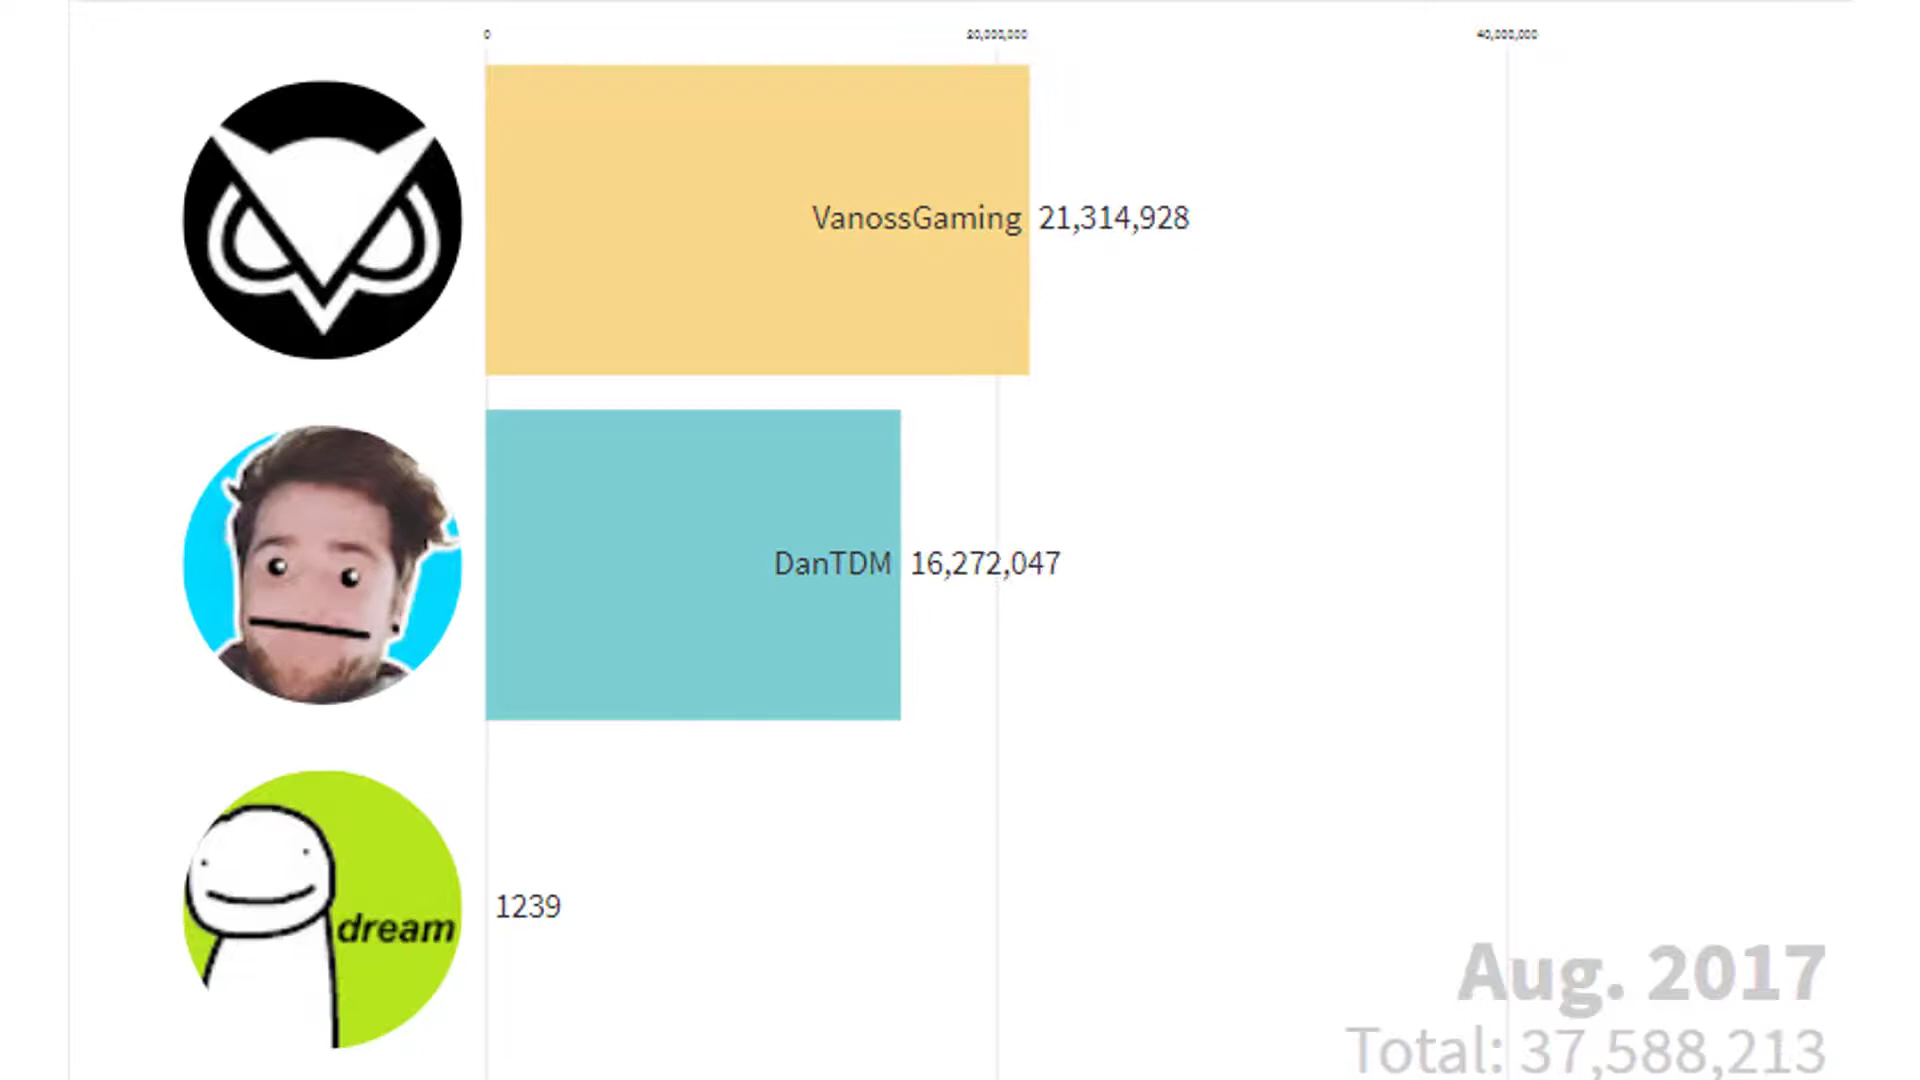 0 20,000,000 40,000,000
VanossGaming 21,314,928
DanTDM 16,272,047
dream
1239
Aug. 2017
Total: 37,588,213